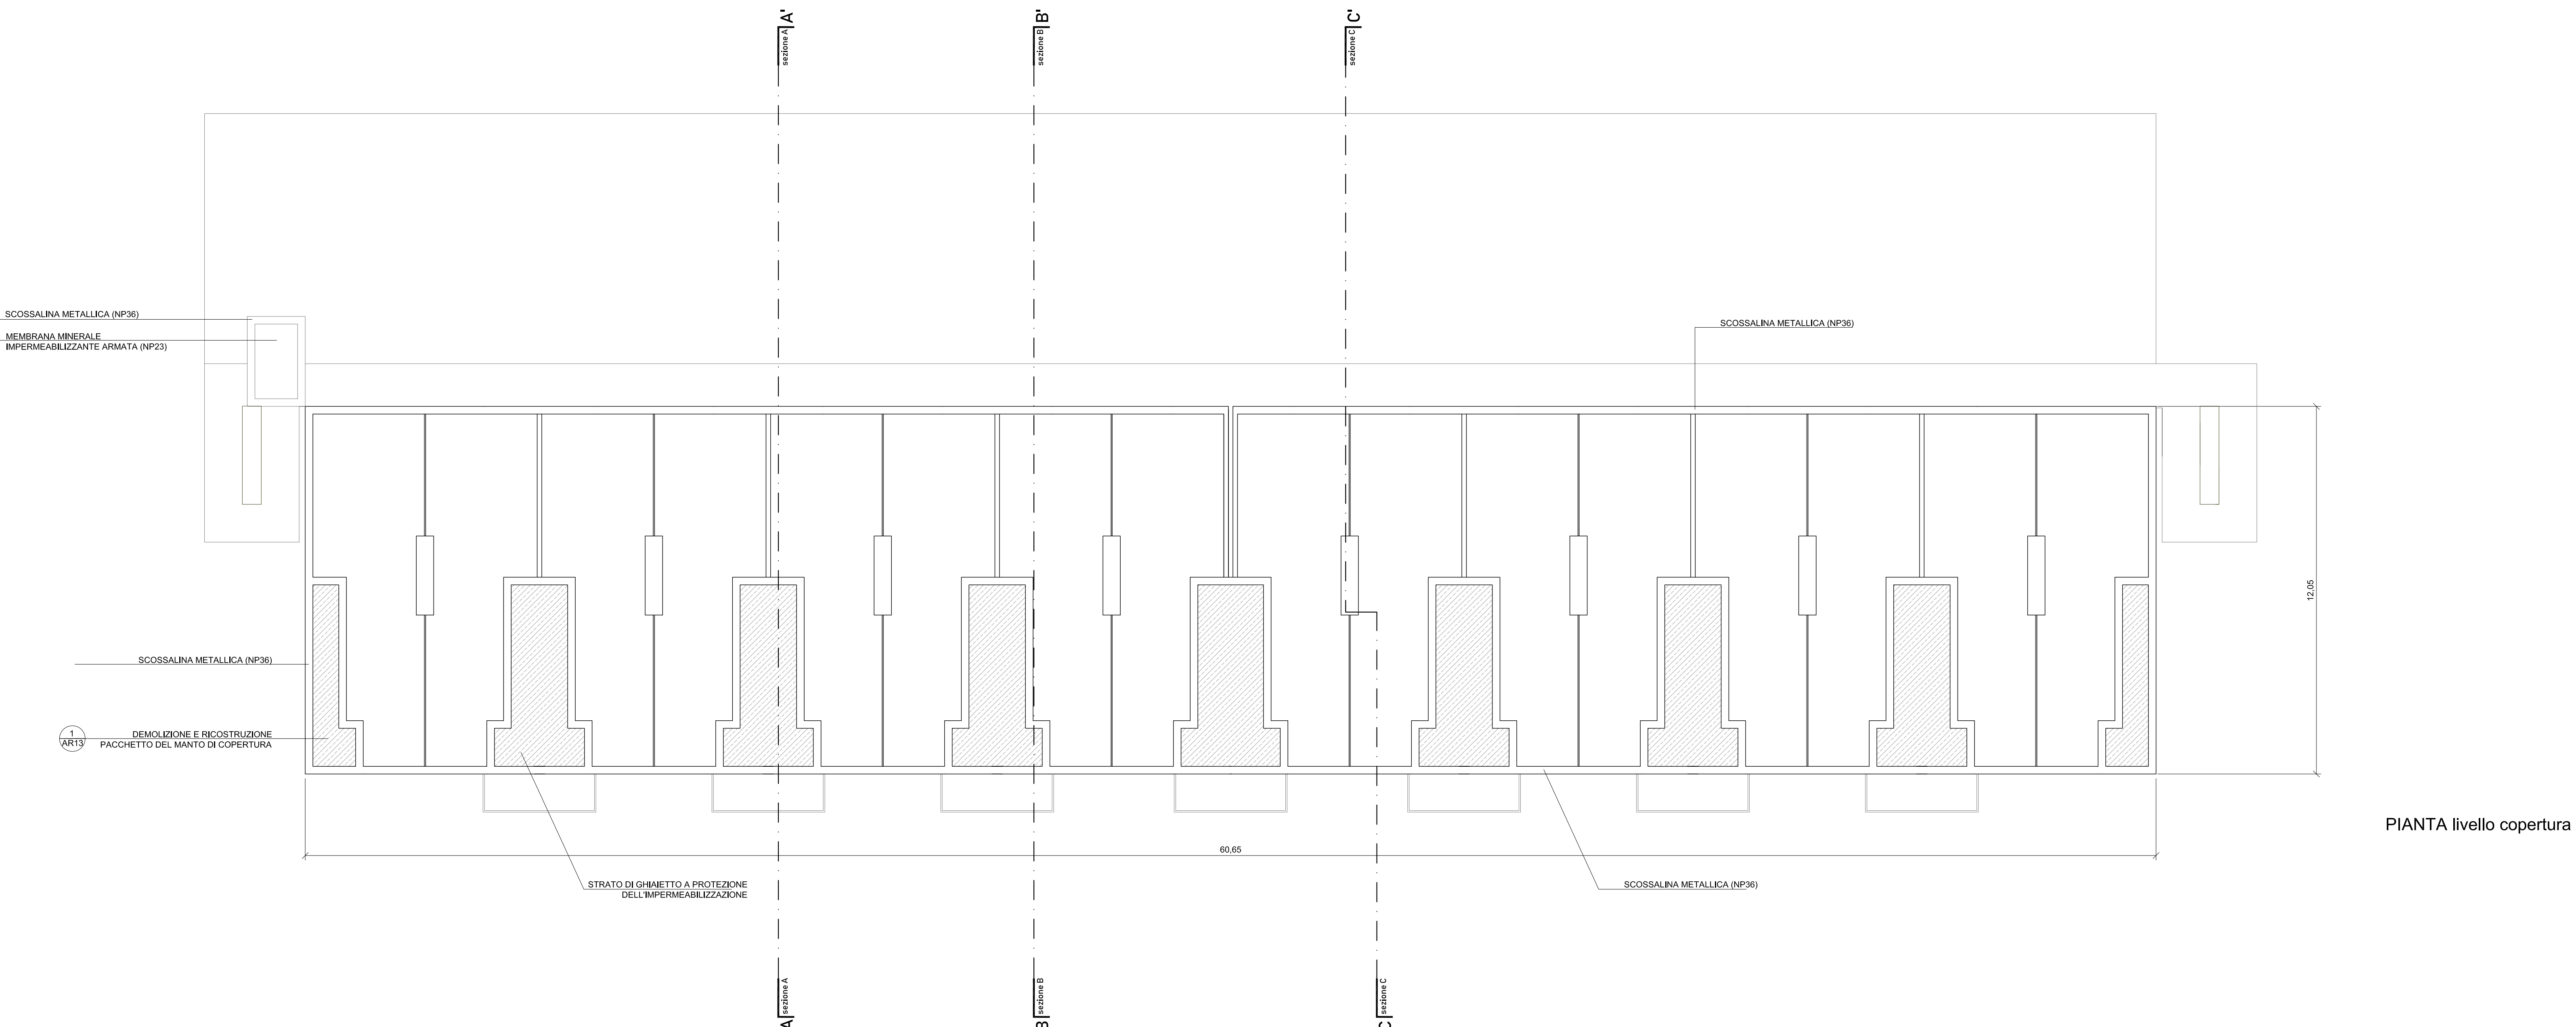 A'
sezione A
B'
sezione B
C'
sezione C
SCOSSALINA METALLICA (NP36)
MEMBRANA MINERALE
IMPERMEABILIZZANTE ARMATA (NP23)
SCOSSALINA METALLICA (NP36)
12,05
SCOSSALINA METALLICA (NP36)
1
AR13
DEMOLIZIONE E RICOSTRUZIONE
PACCHETTO DEL MANTO DI COPERTURA
PIANTA livello copertura
60,65
STRATO DI GHIAIETTO A PROTEZIONE
DELL'IMPERMEABILIZZAZIONE
SCOSSALINA METALLICA (NP36)
A
sezione A
B
sezione B
C
sezione C